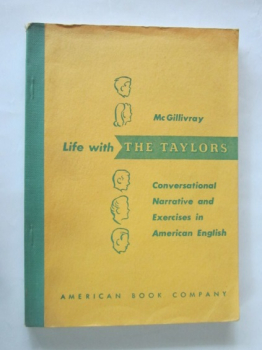 McGillivray
Life with THE TAYLORS
Conversational
Narrative and
Exercises in
American English
AMERICAN BOOK COMPANY